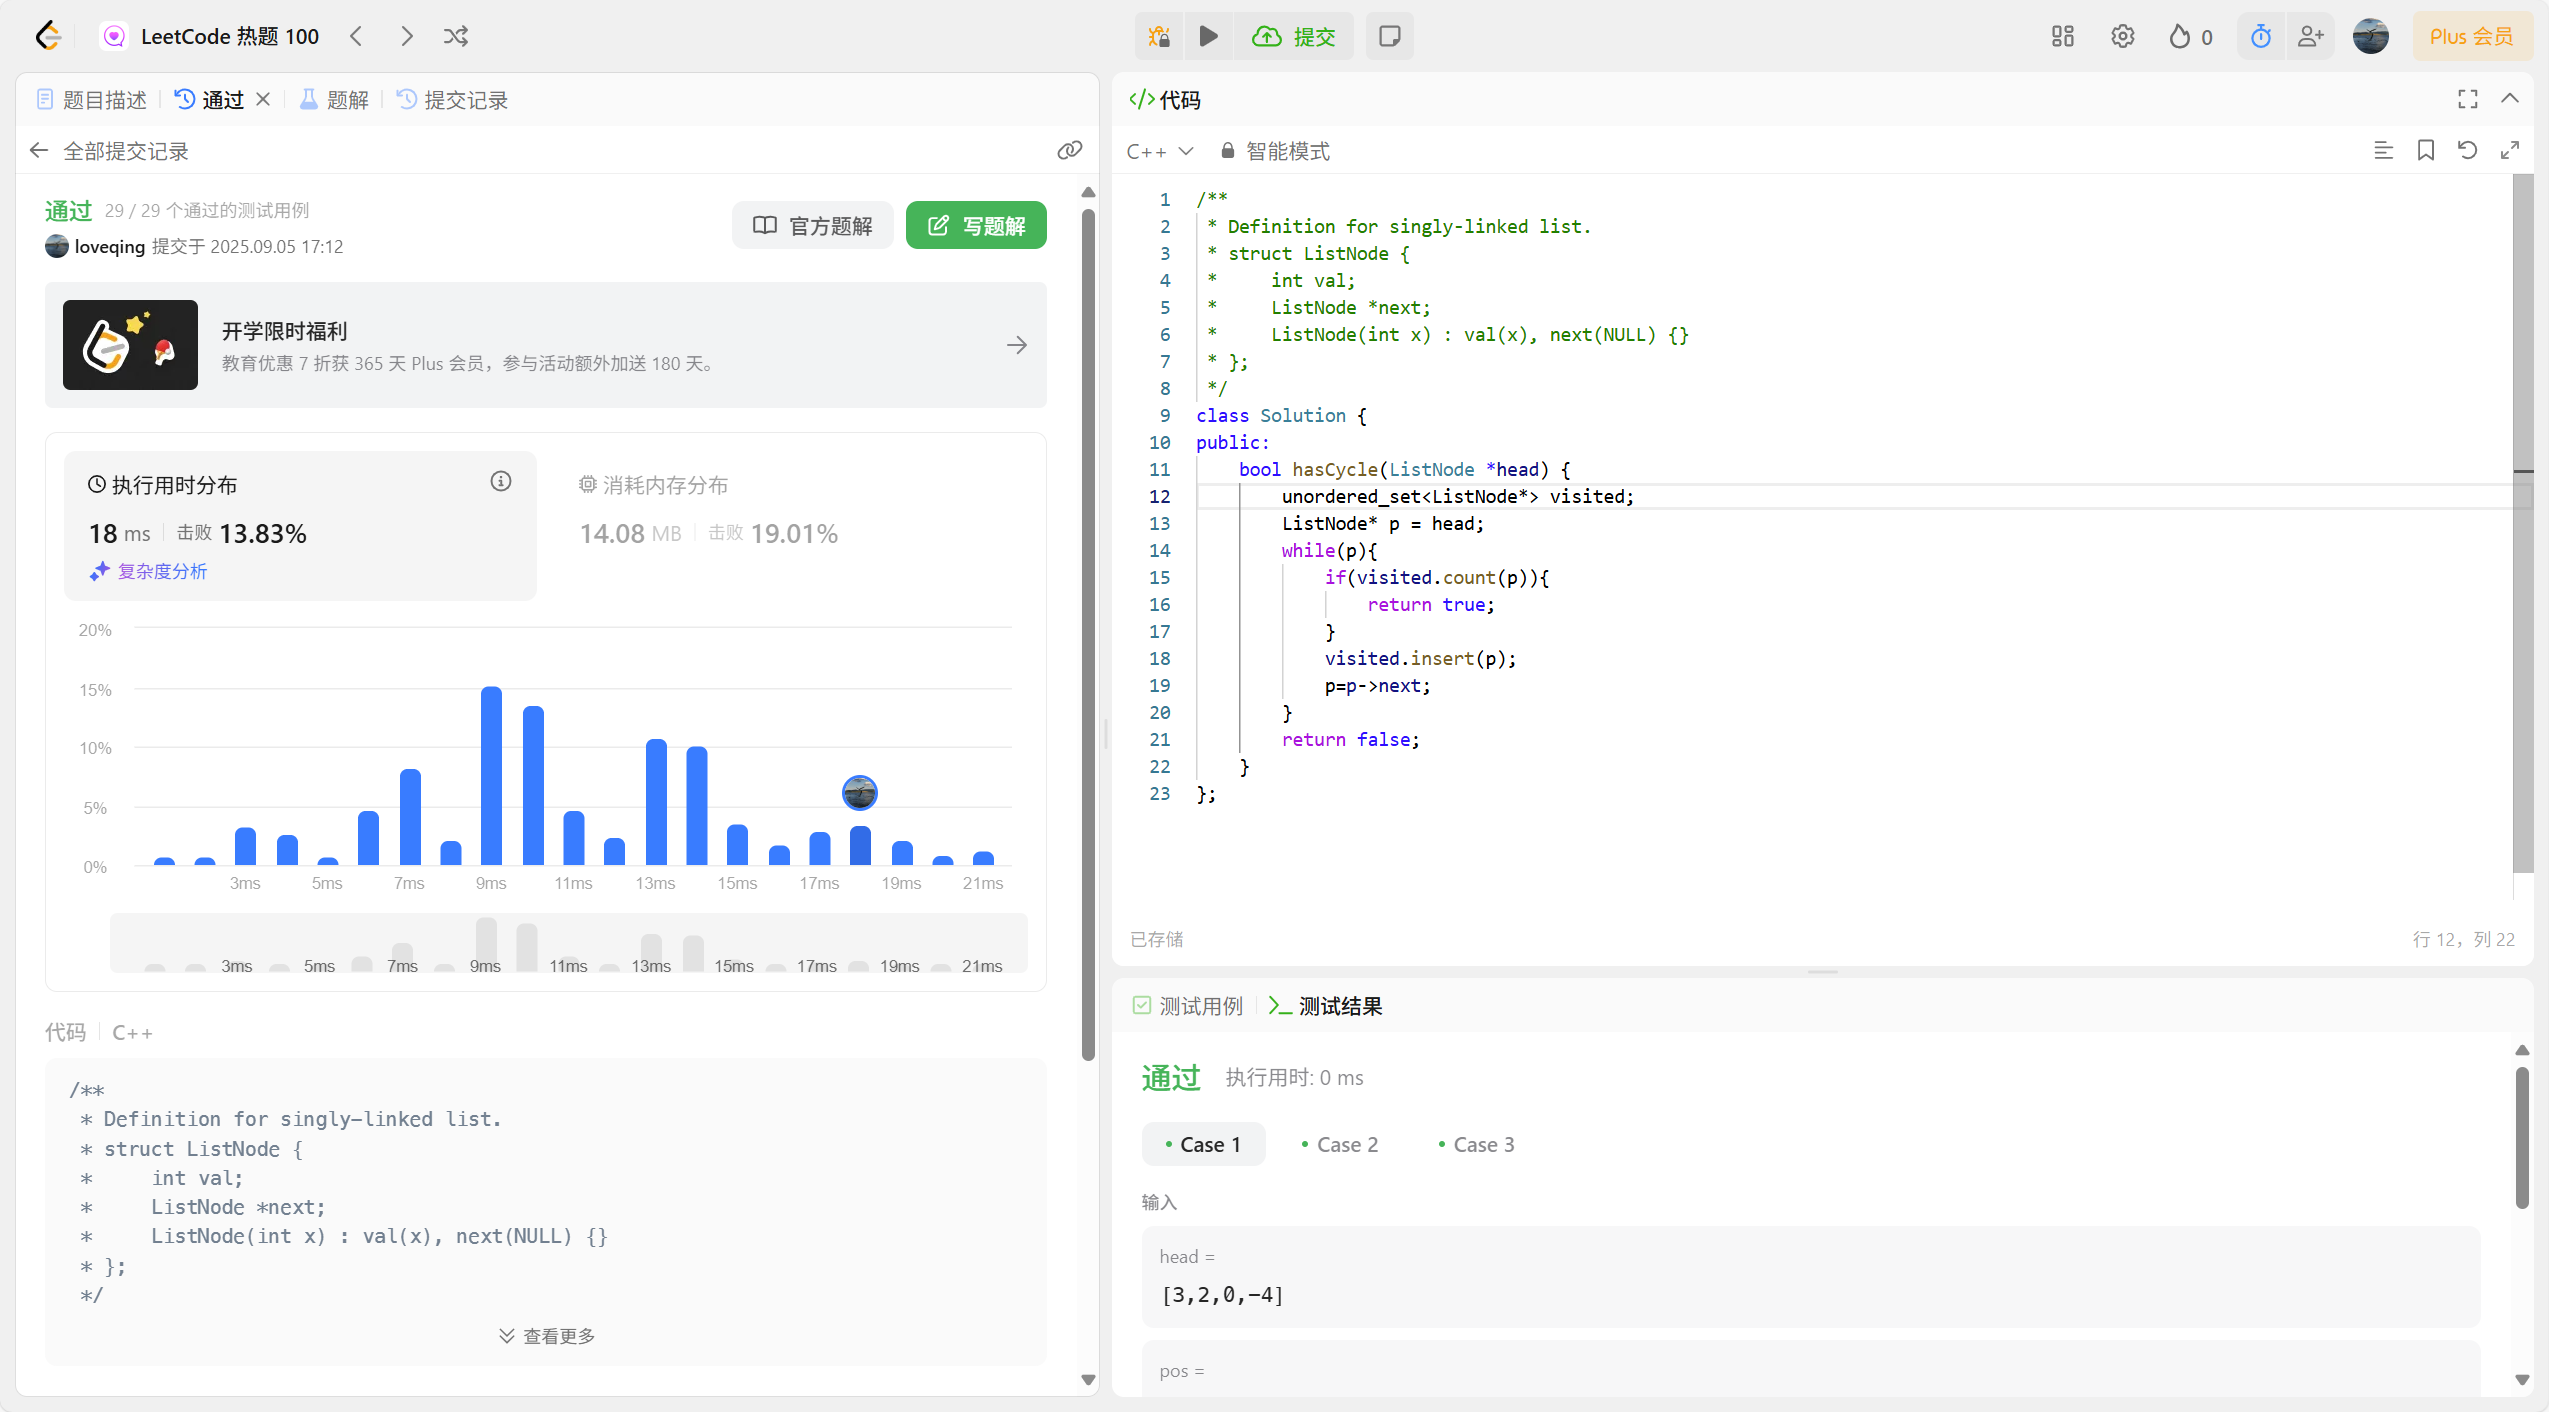 LeetCode 热题 100
提交
0
Plus 会员
题目描述
通过
题解
提交记录
全部提交记录
通过 29 / 29 个通过的测试用例
loveqing 提交于 2025.09.05 17:12
官方题解
写题解
开学限时福利
教育优惠 7 折获 365 天 Plus 会员，参与活动额外加送 180 天。
执行用时分布
18 ms 击败 13.83%
复杂度分析
消耗内存分布
14.08 MB 击败 19.01%
20%
15%
10%
5%
0%
3ms 5ms 7ms 9ms 11ms 13ms 15ms 17ms 19ms 21ms
3ms 5ms 7ms 9ms 11ms 13ms 15ms 17ms 19ms 21ms
代码 C++
/**
 * Definition for singly-linked list.
 * struct ListNode {
 *     int val;
 *     ListNode *next;
 *     ListNode(int x) : val(x), next(NULL) {}
 * };
 */
查看更多
</> 代码
C++ 智能模式
1 /**
2  * Definition for singly-linked list.
3  * struct ListNode {
4  *     int val;
5  *     ListNode *next;
6  *     ListNode(int x) : val(x), next(NULL) {}
7  * };
8  */
9 class Solution {
10 public:
11     bool hasCycle(ListNode *head) {
12         unordered_set<ListNode*> visited;
13         ListNode* p = head;
14         while(p){
15             if(visited.count(p)){
16                 return true;
17             }
18             visited.insert(p);
19             p=p->next;
20         }
21         return false;
22     }
23 };
已存储
行 12，列 22
测试用例
测试结果
通过 执行用时: 0 ms
Case 1
Case 2
Case 3
输入
head =
[3,2,0,-4]
pos =